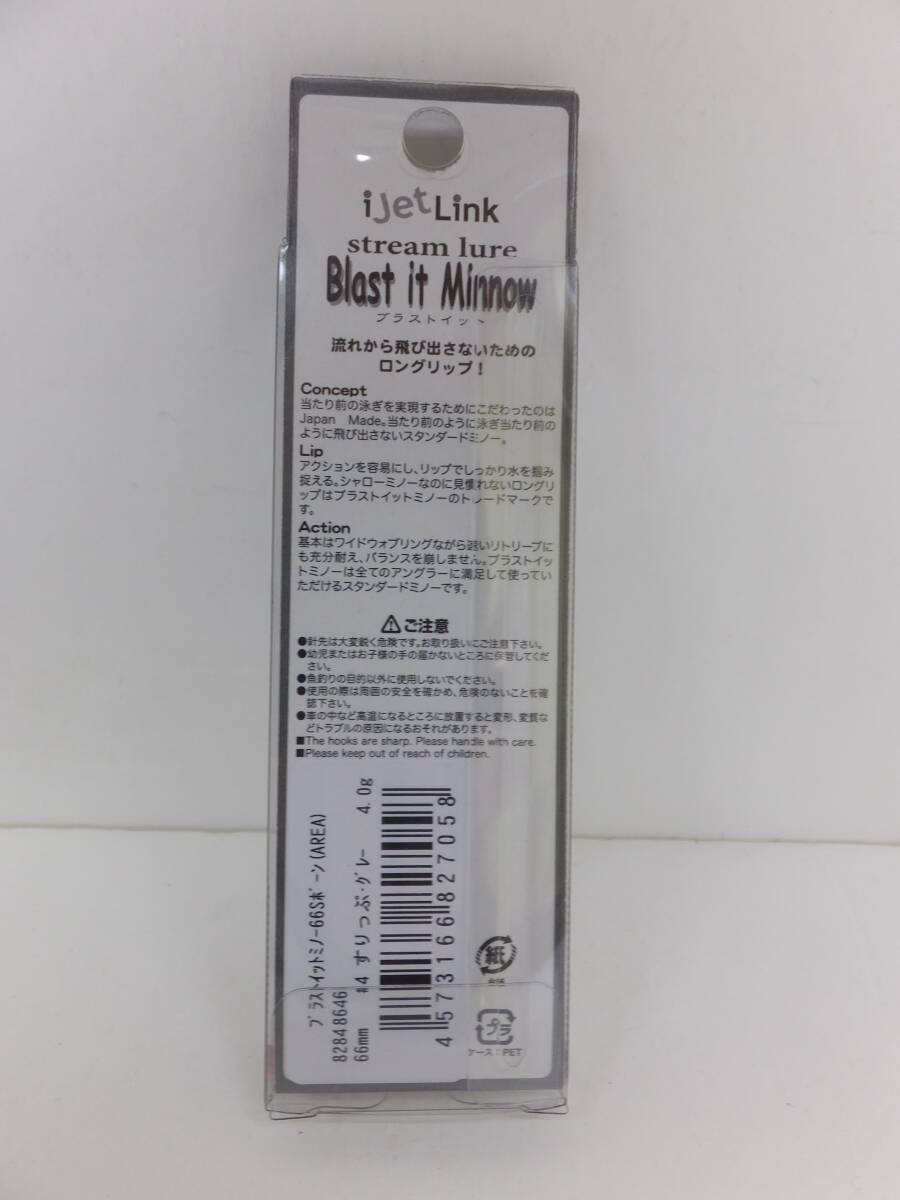 iJetLink
stream lure
Blast it Minnow
ブラストイット
流れから飛び出さないための
ロングリップ！
Concept
当たり前の泳ぎを実現するためにこだわったのは
Japan Made。当たり前のように泳ぎ当たり前の
ように飛び出さないスタンダードミノー。
Lip
アクションを容易にし、リップでしっかり水を掴み
捉える。シャローミノーなのに見慣れないロングリ
ップはブラストイットミノーのトレードマークで
す。
Action
基本はワイドウォブリングながら速いリトリーブに
も充分耐え、バランスを崩しません。ブラストイッ
トミノーは全てのアングラーに満足して使ってい
ただけるスタンダードミノーです。
⚠ご注意
●針先は大変鋭く危険です。お取り扱いにご注意下さい。
●幼児またはお子様の手の届かないところに保管してくだ
さい。
●魚釣りの目的以外に使用しないでください。
●使用の際は周囲の安全を確かめ、危険のないことを確
認下さい。
●車の中など高温になるところに放置すると変形、変質な
どトラブルの原因になるおそれがあります。
■The hooks are sharp. Please handle with care.
■Please keep out of reach of children.
ブラストイットミノー66Sボーン(AREA)
82848646
66mm #4 すりっぷ・グレー 4.0g
4573166827058
紙
台紙
プラ
ケース：PET